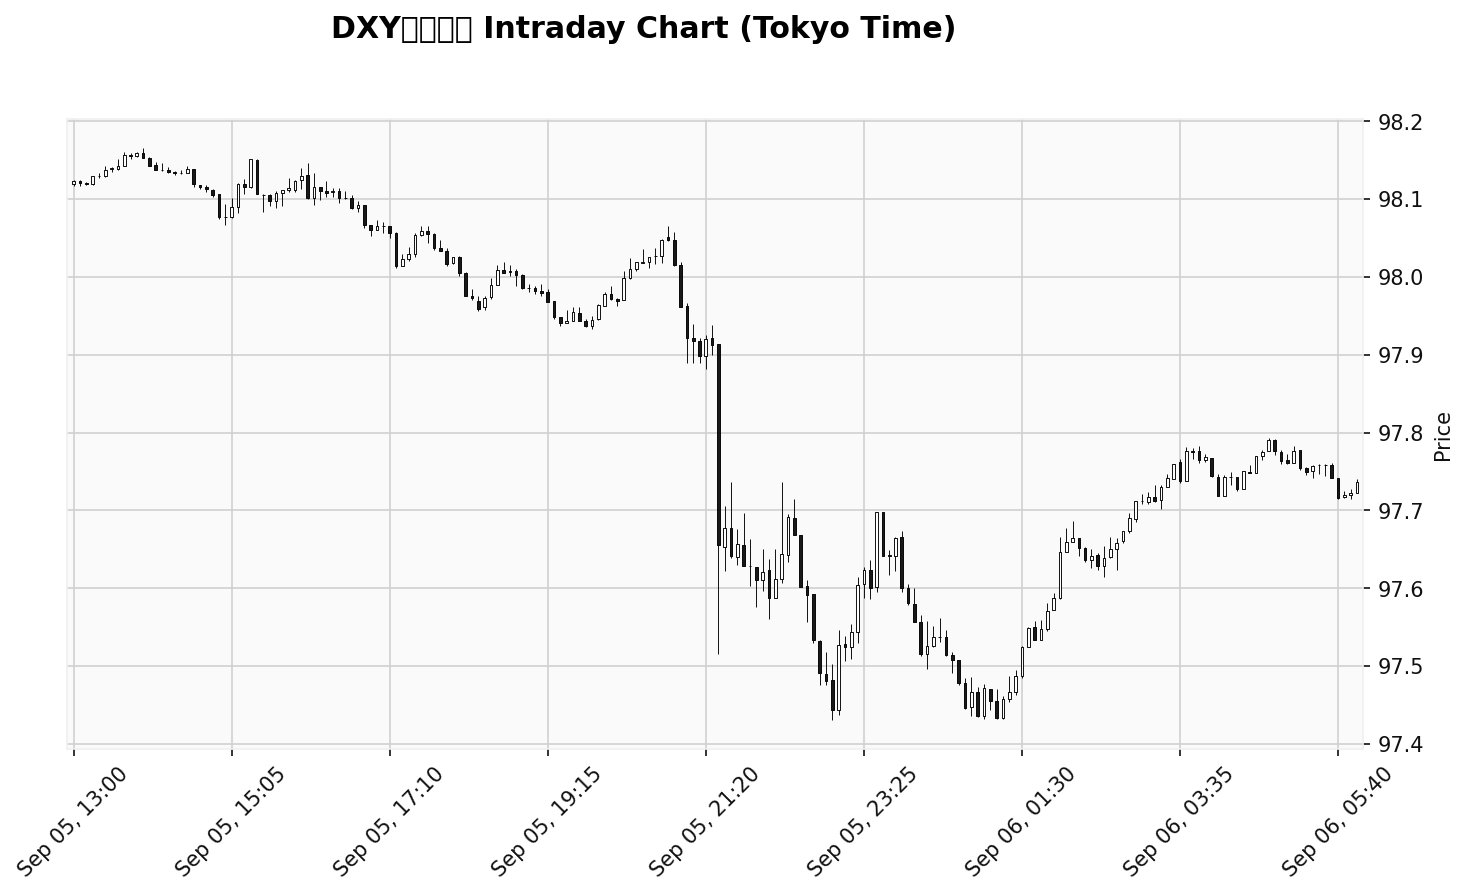 DXY Intraday Chart (Tokyo Time)
98.2
98.1
98.0
97.9
97.8
97.7
97.6
97.5
97.4
Price
Sep 05, 13:00
Sep 05, 15:05
Sep 05, 17:10
Sep 05, 19:15
Sep 05, 21:20
Sep 05, 23:25
Sep 06, 01:30
Sep 06, 03:35
Sep 06, 05:40